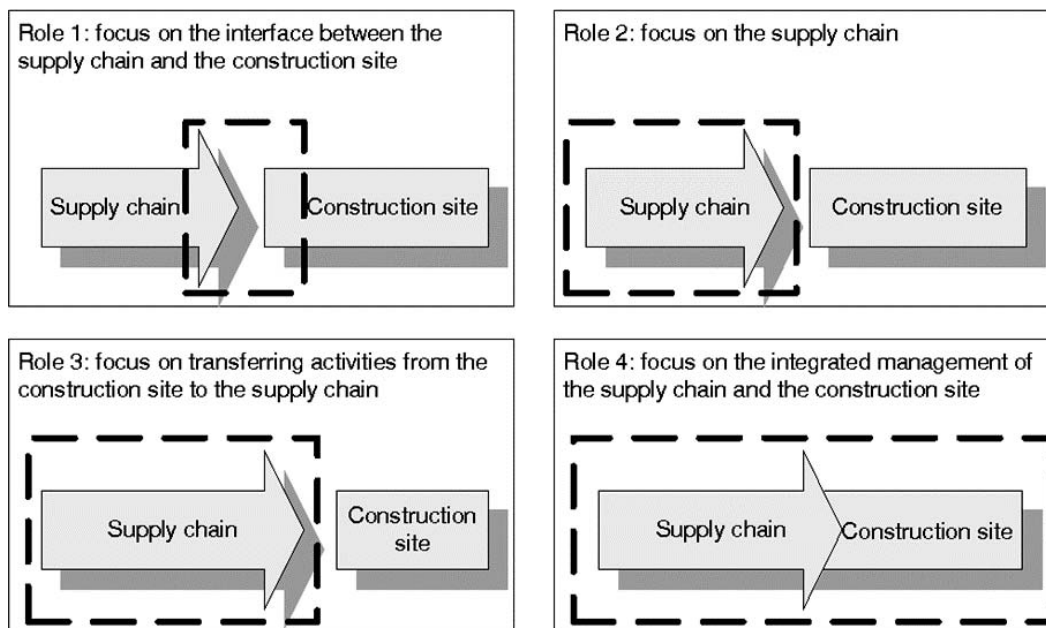 Role 1: focus on the interface between the
supply chain and the construction site
Supply chain
Construction site
Role 2: focus on the supply chain
Supply chain
Construction site
Role 3: focus on transferring activities from the
construction site to the supply chain
Supply chain
Construction
site
Role 4: focus on the integrated management of
the supply chain and the construction site
Supply chain
Construction site